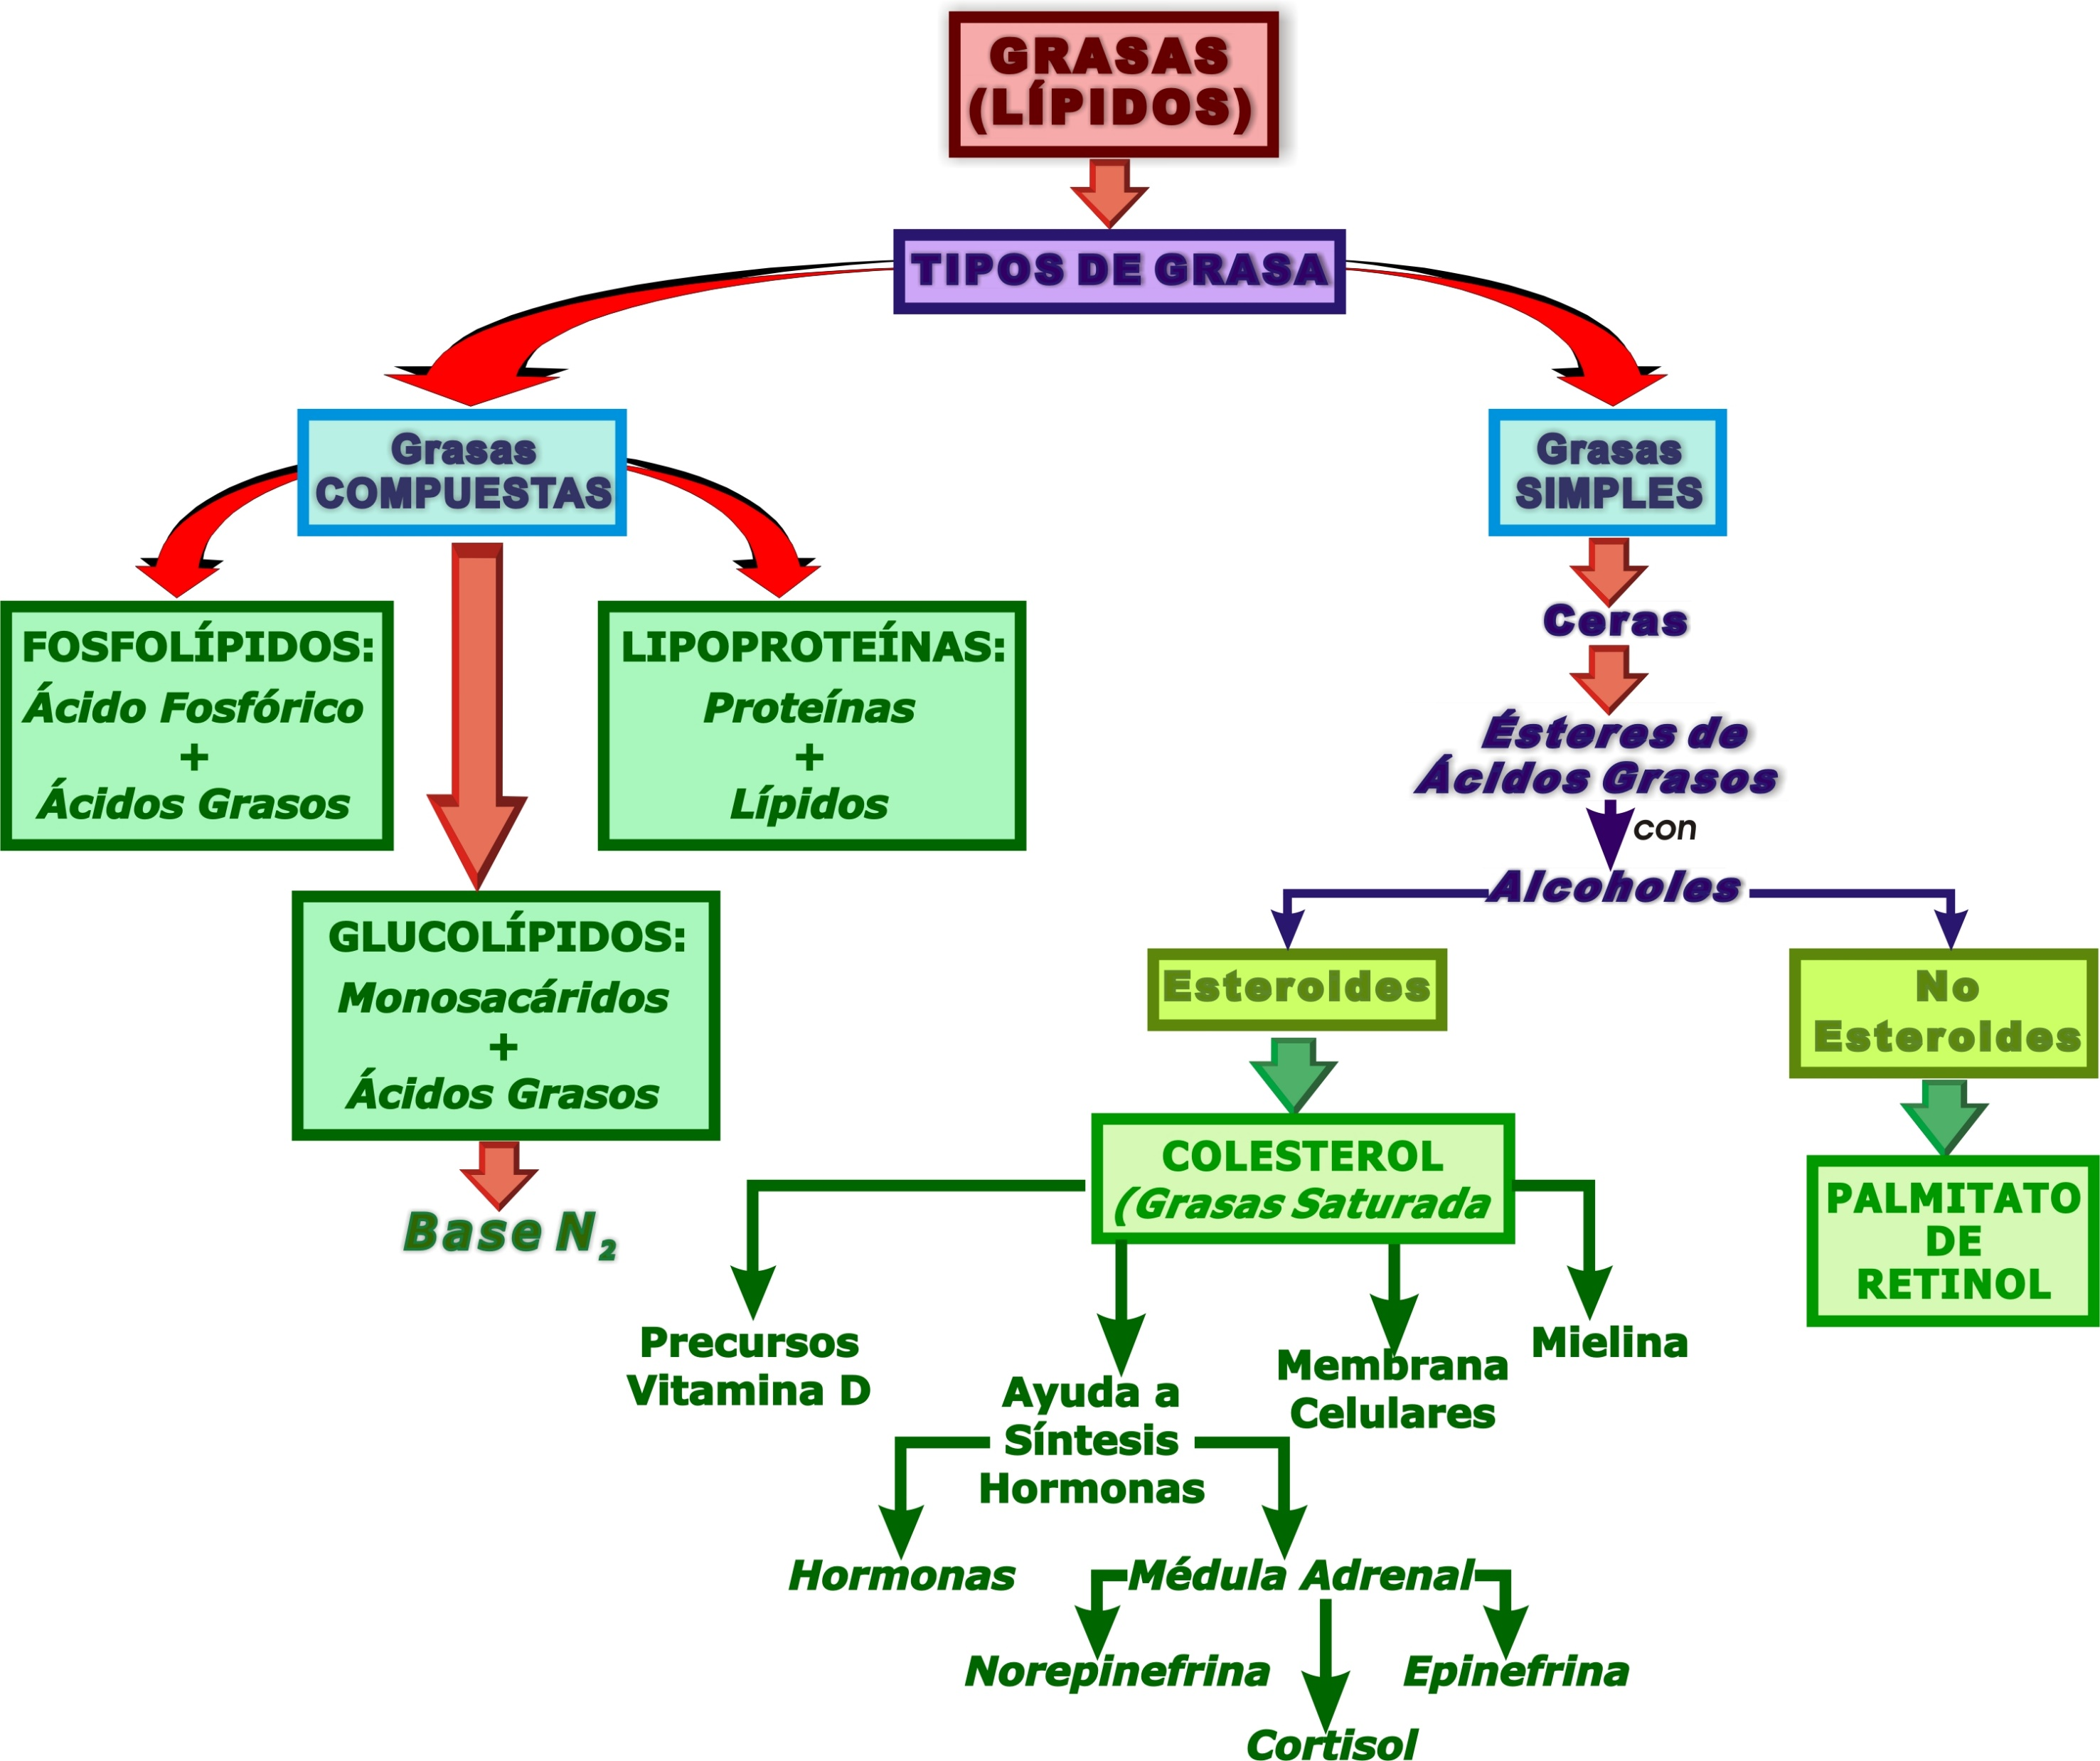 GRASAS
(LÍPIDOS)
TIPOS DE GRASA
Grasas
COMPUESTAS
Grasas
SIMPLES
FOSFOLÍPIDOS:
Ácido Fosfórico
+
Ácidos Grasos
LIPOPROTEÍNAS:
Proteínas
+
Lípidos
GLUCOLÍPIDOS:
Monosacáridos
+
Ácidos Grasos
Base N2
Ceras
Ésteres de
Ácidos Grasos
con
Alcoholes
Esteroides
No
Esteroides
COLESTEROL
(Grasas Saturada
PALMITATO
DE
RETINOL
Precursos
Vitamina D
Ayuda a
Síntesis
Hormonas
Membrana
Celulares
Mielina
Hormonas
Médula Adrenal
Norepinefrina
Epinefrina
Cortisol